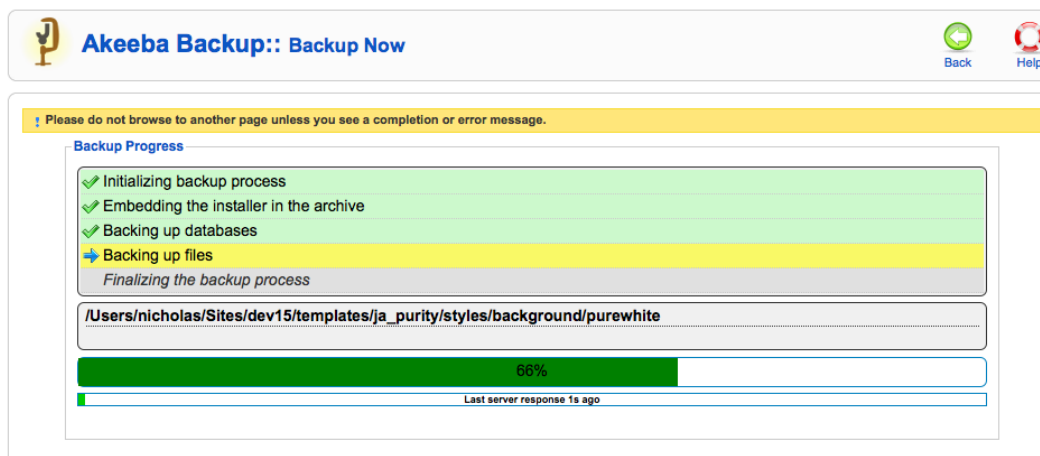 Akeeba Backup:: Backup Now
Back
Help
! Please do not browse to another page unless you see a completion or error message.
Backup Progress
Initializing backup process
Embedding the installer in the archive
Backing up databases
Backing up files
Finalizing the backup process
/Users/nicholas/Sites/dev15/templates/ja_purity/styles/background/purewhite
66%
Last server response 1s ago